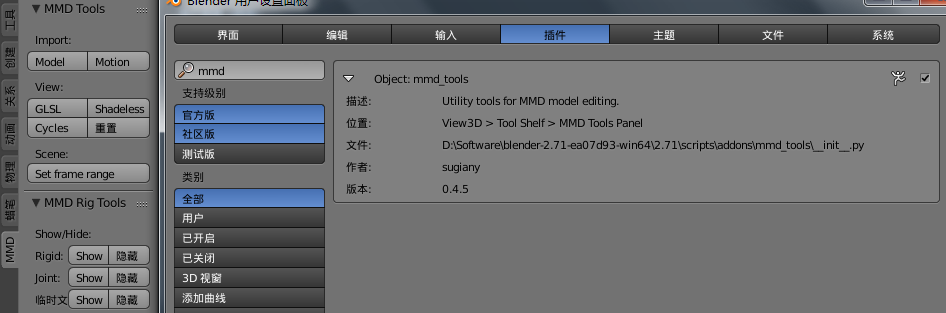 MMD Tools
Import:
Model Motion
View:
GLSL Shadeless
Cycles 重置
Scene:
Set frame range
MMD Rig Tools
Show/Hide:
Rigid: Show 隐藏
Joint: Show 隐藏
临时文 Show 隐藏
工具
创建
关系
动画
物理
蜡笔
MMD
Blender 用户设置面板
界面 编辑 输入 插件 主题 文件 系统
mmd
支持级别
官方版
社区版
测试版
类别
全部
用户
已开启
已关闭
3D 视窗
添加曲线
Object: mmd_tools
描述: Utility tools for MMD model editing.
位置: View3D > Tool Shelf > MMD Tools Panel
文件: D:\Software\blender-2.71-ea07d93-win64\2.71\scripts\addons\mmd_tools\__init__.py
作者: sugiany
版本: 0.4.5